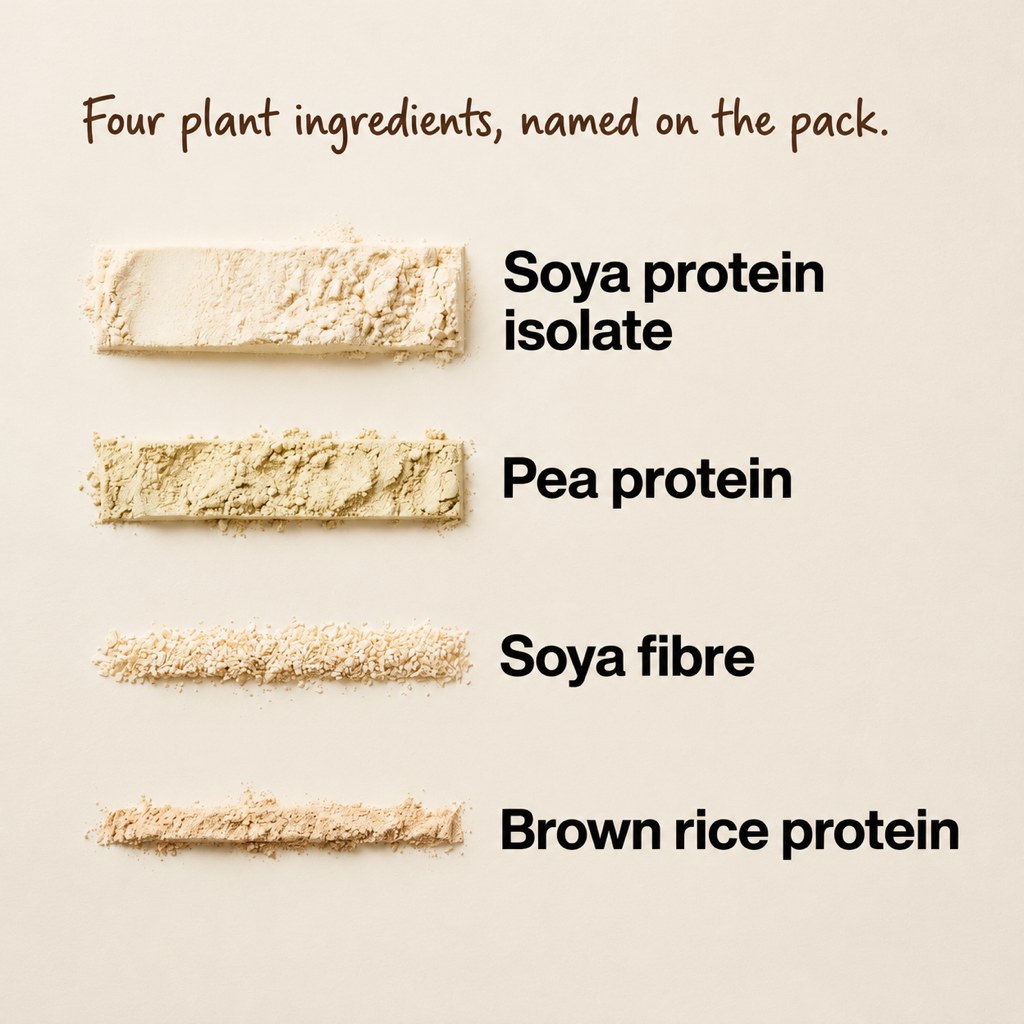 Four plant ingredients, named on the pack.
Soya protein
isolate
Pea protein
Soya fibre
Brown rice protein